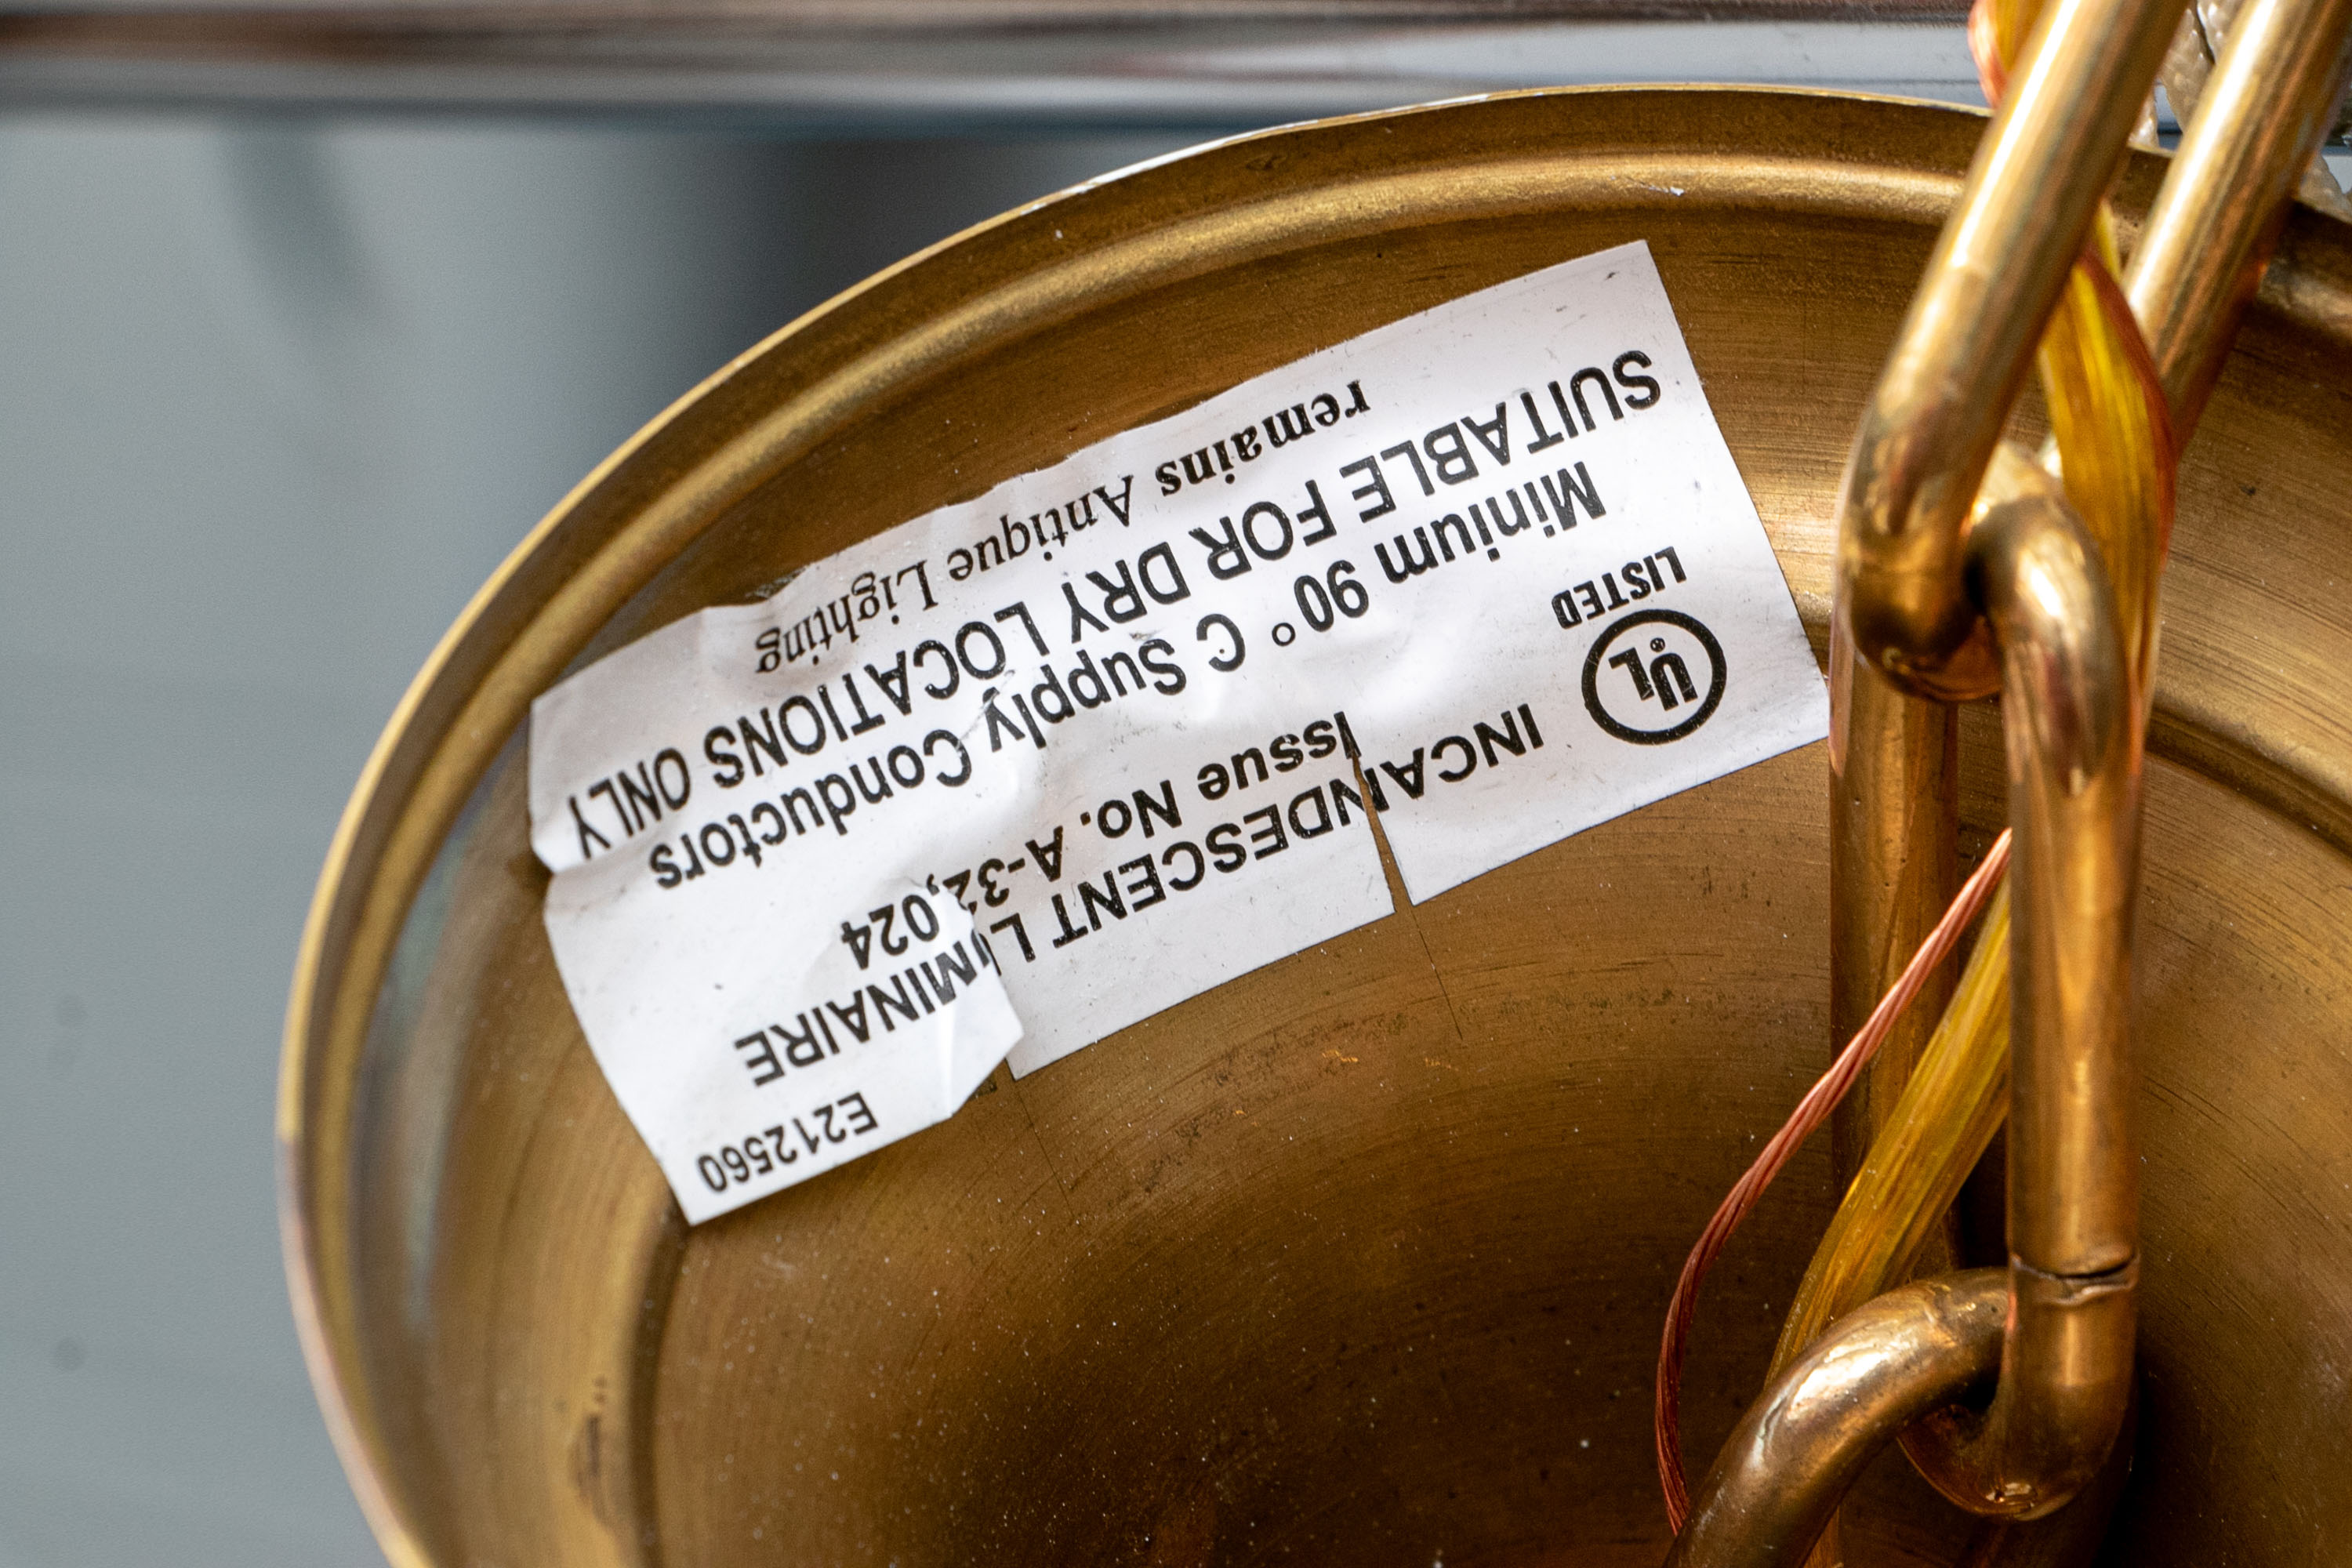 UL
LISTED
E212560
INCANDESCENT LUMINAIRE
Issue No. A-32,024
Minium 90° C Supply Conductors
SUITABLE FOR DRY LOCATIONS ONLY
remains Antique Lighting